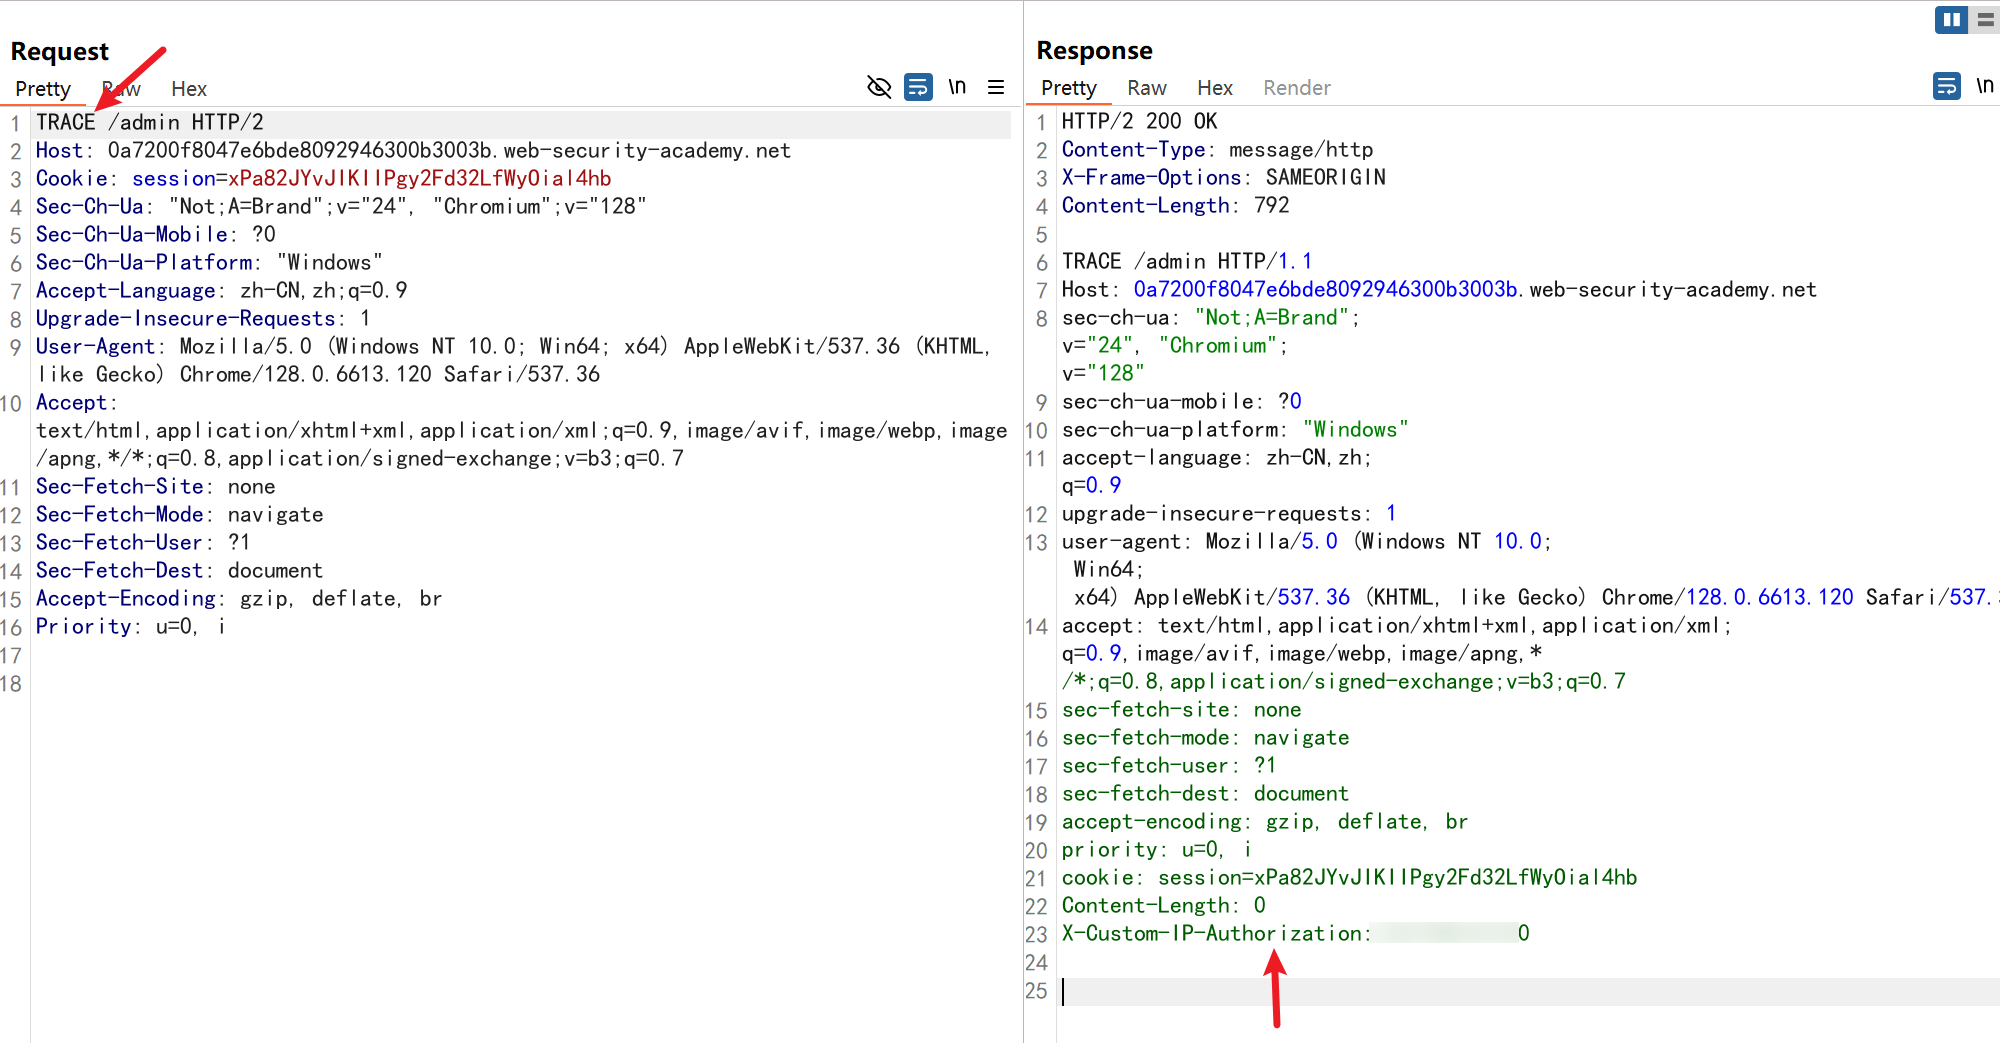 Request
Pretty Raw Hex \n
1 TRACE /admin HTTP/2
2 Host: 0a7200f8047e6bde8092946300b3003b.web-security-academy.net
3 Cookie: session=xPa82JYvJIKIIPgy2Fd32LfWyOial4hb
4 Sec-Ch-Ua: "Not;A=Brand";v="24", "Chromium";v="128"
5 Sec-Ch-Ua-Mobile: ?0
6 Sec-Ch-Ua-Platform: "Windows"
7 Accept-Language: zh-CN,zh;q=0.9
8 Upgrade-Insecure-Requests: 1
9 User-Agent: Mozilla/5.0 (Windows NT 10.0; Win64; x64) AppleWebKit/537.36 (KHTML,
like Gecko) Chrome/128.0.6613.120 Safari/537.36
10 Accept:
text/html,application/xhtml+xml,application/xml;q=0.9,image/avif,image/webp,image
/apng,*/*;q=0.8,application/signed-exchange;v=b3;q=0.7
11 Sec-Fetch-Site: none
12 Sec-Fetch-Mode: navigate
13 Sec-Fetch-User: ?1
14 Sec-Fetch-Dest: document
15 Accept-Encoding: gzip, deflate, br
16 Priority: u=0, i
17
18
Response
Pretty Raw Hex Render \n
1 HTTP/2 200 OK
2 Content-Type: message/http
3 X-Frame-Options: SAMEORIGIN
4 Content-Length: 792
5
6 TRACE /admin HTTP/1.1
7 Host: 0a7200f8047e6bde8092946300b3003b.web-security-academy.net
8 sec-ch-ua: "Not;A=Brand";
v="24", "Chromium";
v="128"
9 sec-ch-ua-mobile: ?0
10 sec-ch-ua-platform: "Windows"
11 accept-language: zh-CN,zh;
q=0.9
12 upgrade-insecure-requests: 1
13 user-agent: Mozilla/5.0 (Windows NT 10.0;
Win64;
x64) AppleWebKit/537.36 (KHTML, like Gecko) Chrome/128.0.6613.120 Safari/537.
14 accept: text/html,application/xhtml+xml,application/xml;
q=0.9,image/avif,image/webp,image/apng,*
/*;q=0.8,application/signed-exchange;v=b3;q=0.7
15 sec-fetch-site: none
16 sec-fetch-mode: navigate
17 sec-fetch-user: ?1
18 sec-fetch-dest: document
19 accept-encoding: gzip, deflate, br
20 priority: u=0, i
21 cookie: session=xPa82JYvJIKIIPgy2Fd32LfWyOial4hb
22 Content-Length: 0
23 X-Custom-IP-Authorization: 0
24
25